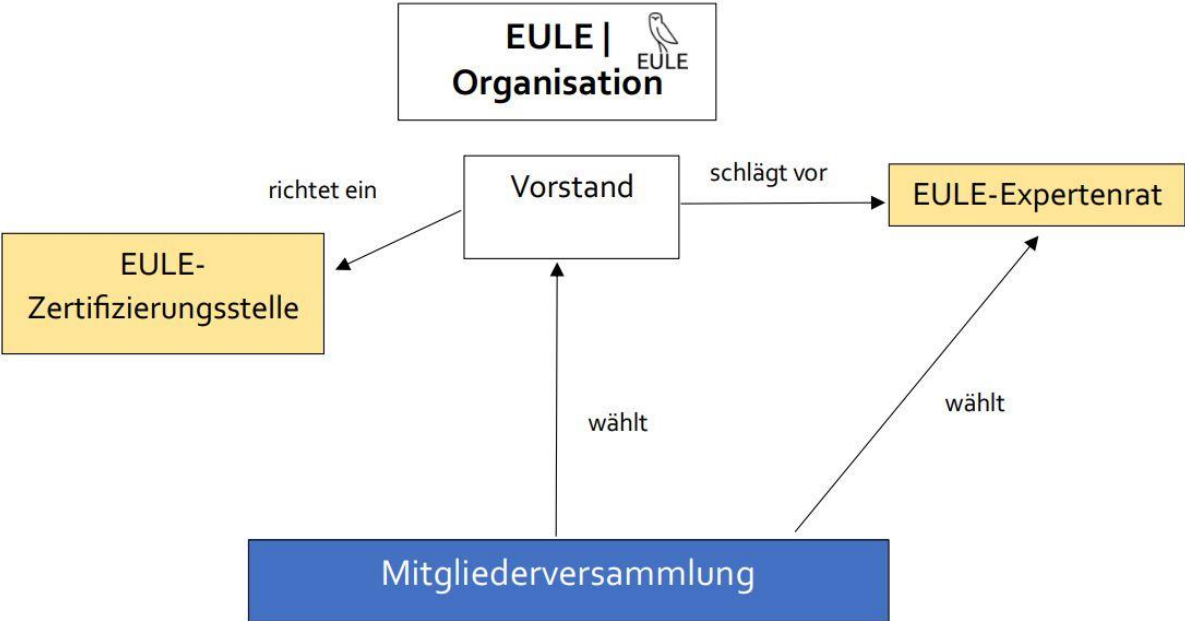 EULE |
EULE
Organisation
schlägt vor
richtet ein
Vorstand
EULE-Expertenrat
EULE-
Zertifizierungsstelle
wählt
wählt
Mitgliederversammlung